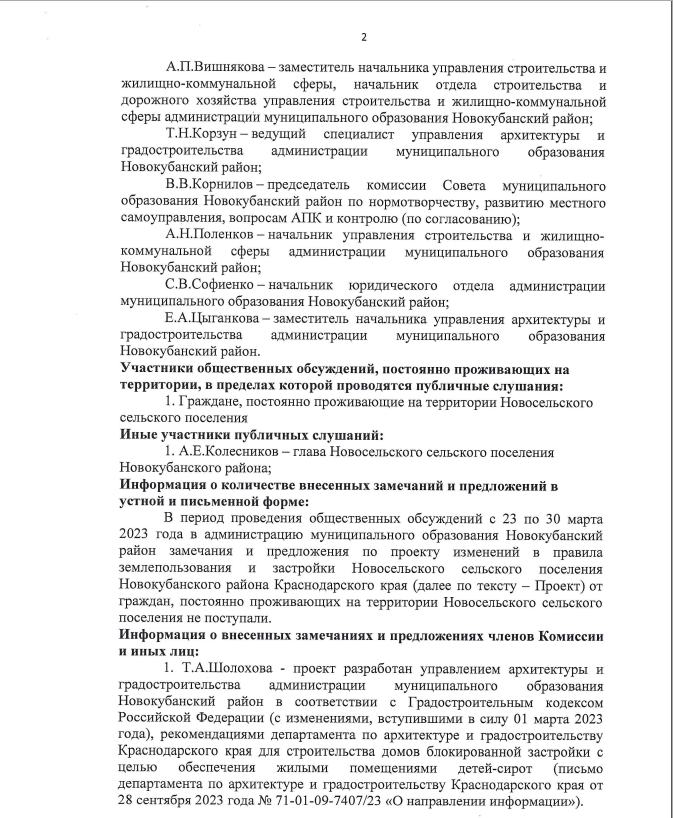 2
А.П.Вишнякова – заместитель начальника управления строительства и
жилищно-коммунальной сферы, начальник отдела строительства и
дорожного хозяйства управления строительства и жилищно-коммунальной
сферы администрации муниципального образования Новокубанский район;
Т.Н.Корзун – ведущий специалист управления архитектуры и
градостроительства администрации муниципального образования
Новокубанский район;
В.В.Корнилов – председатель комиссии Совета муниципального
образования Новокубанский район по нормотворчеству, развитию местного
самоуправления, вопросам АПК и контролю (по согласованию);
А.Н.Поленков – начальник управления строительства и жилищно-
коммунальной сферы администрации муниципального образования
Новокубанский район;
С.В.Софиенко – начальник юридического отдела администрации
муниципального образования Новокубанский район;
Е.А.Цыганкова – заместитель начальника управления архитектуры и
градостроительства администрации муниципального образования
Новокубанский район.
Участники общественных обсуждений, постоянно проживающих на
территории, в пределах которой проводятся публичные слушания:
1. Граждане, постоянно проживающие на территории Новосельского
сельского поселения
Иные участники публичных слушаний:
1. А.Е.Колесников – глава Новосельского сельского поселения
Новокубанского района;
Информация о количестве внесенных замечаний и предложений в
устной и письменной форме:
В период проведения общественных обсуждений с 23 по 30 марта
2023 года в администрацию муниципального образования Новокубанский
район замечания и предложения по проекту изменений в правила
землепользования и застройки Новосельского сельского поселения
Новокубанского района Краснодарского края (далее по тексту – Проект) от
граждан, постоянно проживающих на территории Новосельского сельского
поселения не поступали.
Информация о внесенных замечаниях и предложениях членов Комиссии
и иных лиц:
1. Т.А.Шолохова - проект разработан управлением архитектуры и
градостроительства администрации муниципального образования
Новокубанский район в соответствии с Градостроительным кодексом
Российской Федерации (с изменениями, вступившими в силу 01 марта 2023
года), рекомендациями департамента по архитектуре и градостроительству
Краснодарского края для строительства домов блокированной застройки с
целью обеспечения жилыми помещениями детей-сирот (письмо
департамента по архитектуре и градостроительству Краснодарского края от
28 сентября 2023 года № 71-01-09-7407/23 «О направлении информации»).